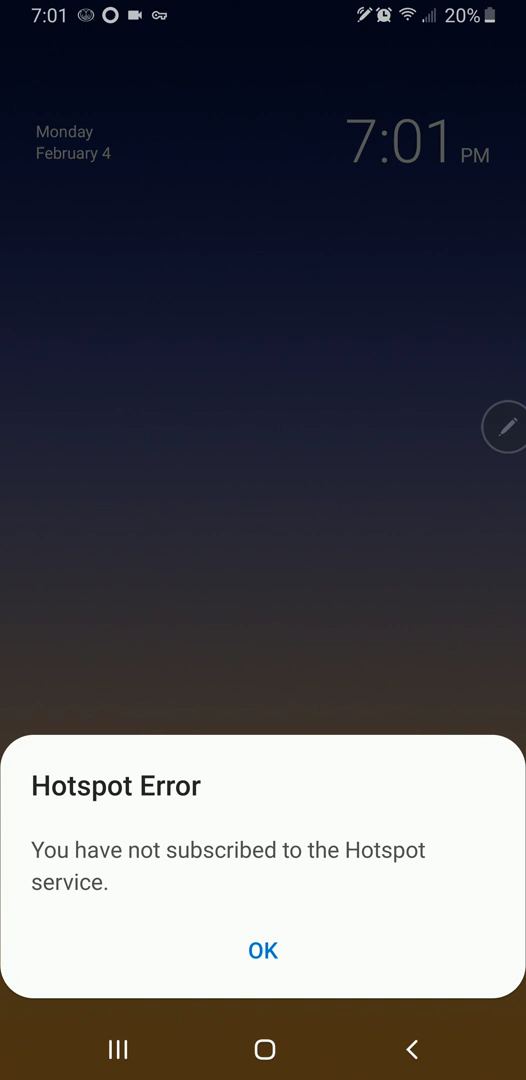 7:01 20%
Monday
February 4
7:01 PM
Hotspot Error
You have not subscribed to the Hotspot
service.
OK